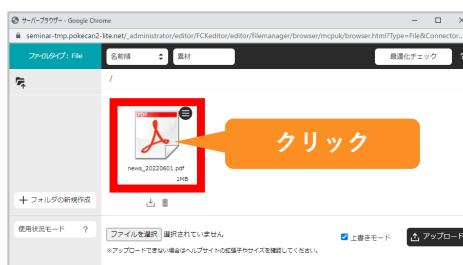 サーバーブラウザー - Google Chrome
seminar-tmp.pokecan2-lite.net/_administrator/editor/FCKeditor/editor/filemanager/browser/mcpuk/browser.html?Type=File&Connector...
ファイルタイプ: File
名前順
素材
最適化チェック
?
/
PDF
news_20220601.pdf
1MB
クリック
+ フォルダの新規作成
使用状況モード ?
ファイルを選択 選択されていません
上書きモード
アップロード
※アップロードできない場合はヘルプサイトの拡張子やサイズを確認してください。